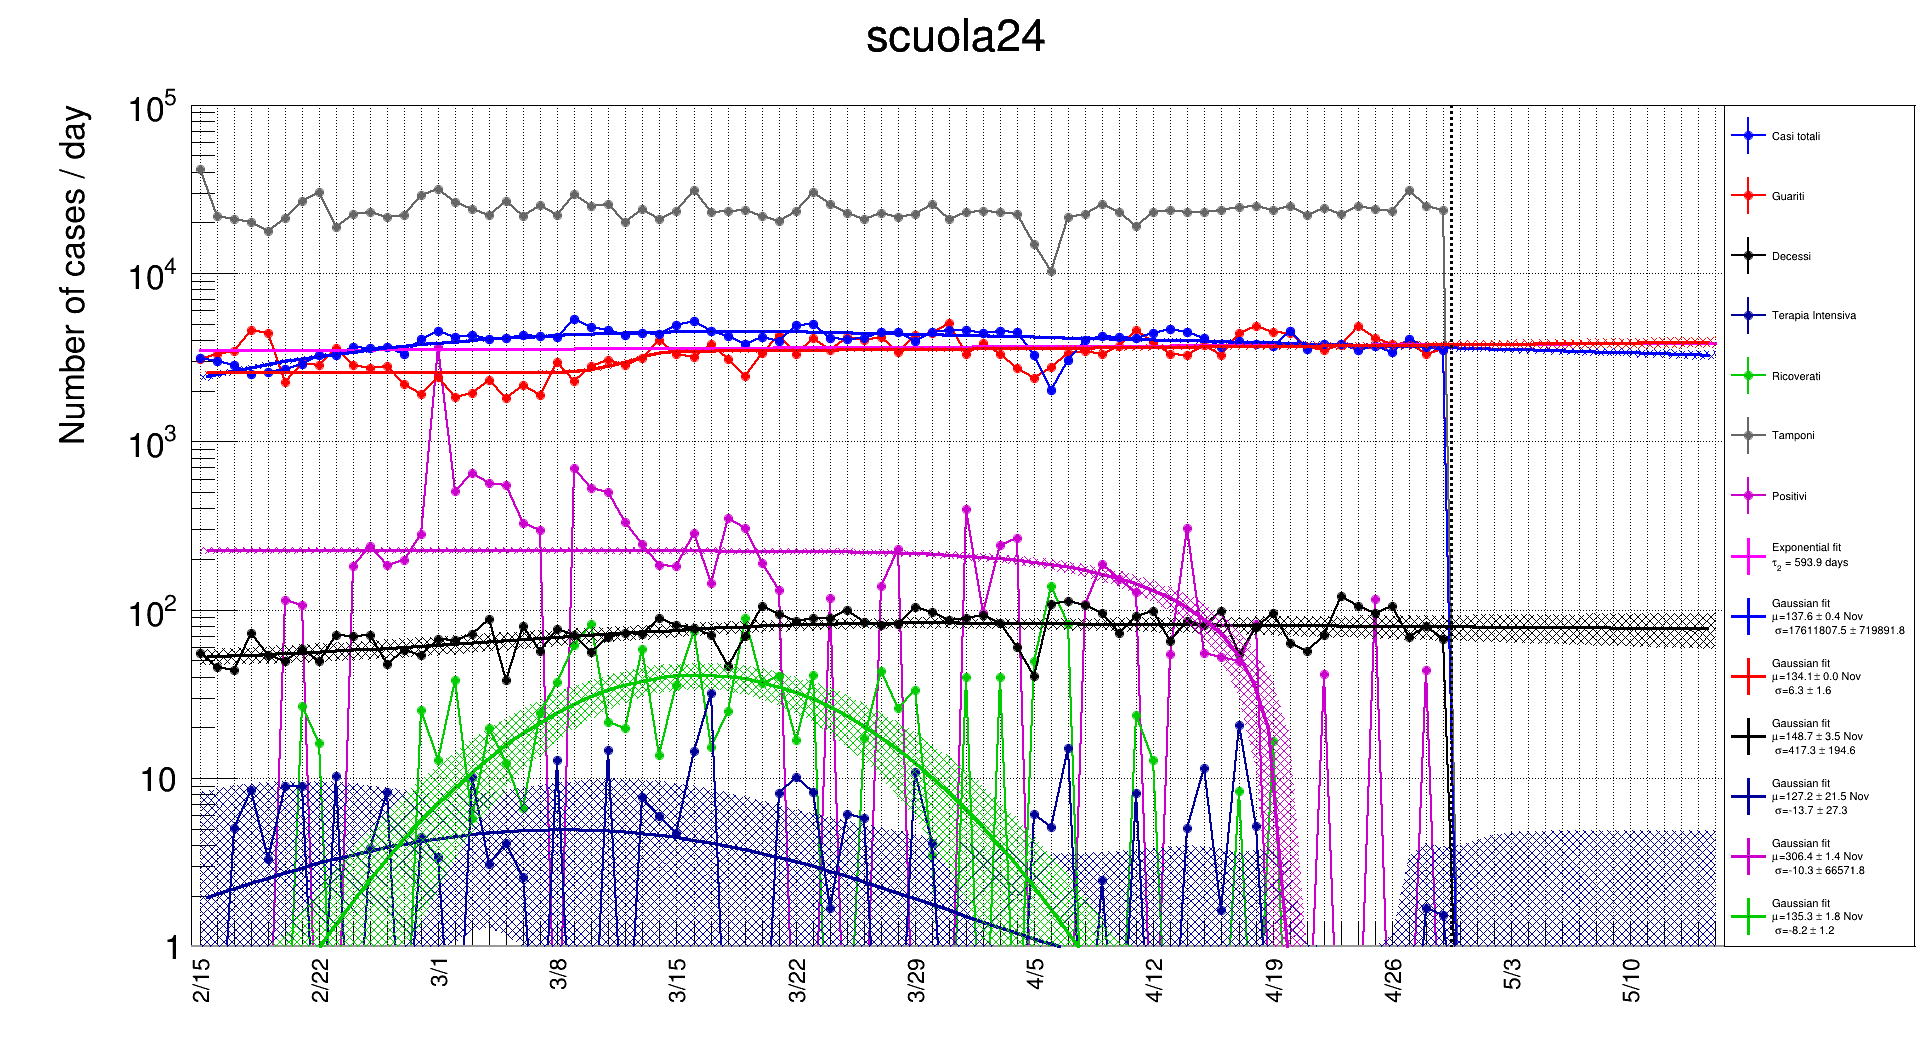 scuola24
Number of cases / day
10^5
10^4
10^3
10^2
10
1
2/15
2/22
3/1
3/8
3/15
3/22
3/29
4/5
4/12
4/19
4/26
5/3
5/10
Casi totali
Guariti
Decessi
Terapia Intensiva
Ricoverati
Tamponi
Positivi
Exponential fit
τ_2 = 593.9 days
Gaussian fit
μ=137.6 ± 0.4 Nov
σ=17611807.5 ± 719891.8
Gaussian fit
μ=134.1 ± 0.0 Nov
σ=6.3 ± 1.6
Gaussian fit
μ=148.7 ± 3.5 Nov
σ=417.3 ± 194.6
Gaussian fit
μ=127.2 ± 21.5 Nov
σ=-13.7 ± 27.3
Gaussian fit
μ=306.4 ± 1.4 Nov
σ=-10.3 ± 66571.8
Gaussian fit
μ=135.3 ± 1.8 Nov
σ=-8.2 ± 1.2